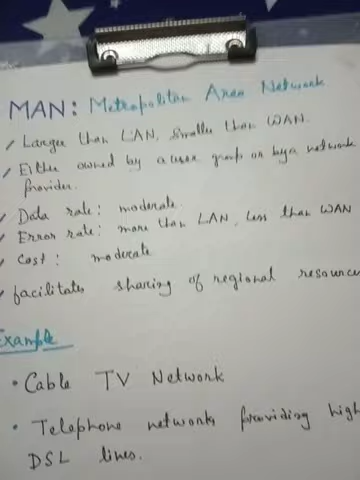 MAN: Metropolitan Area Network
Larger than LAN, smaller than WAN.
Either owned by a user group or by a network
provider.
Data rate: moderate.
Error rate: more than LAN, less than WAN
Cost: moderate
facilitates sharing of regional resources
Example
• Cable TV Network
• Telephone networks providing high
DSL lines.